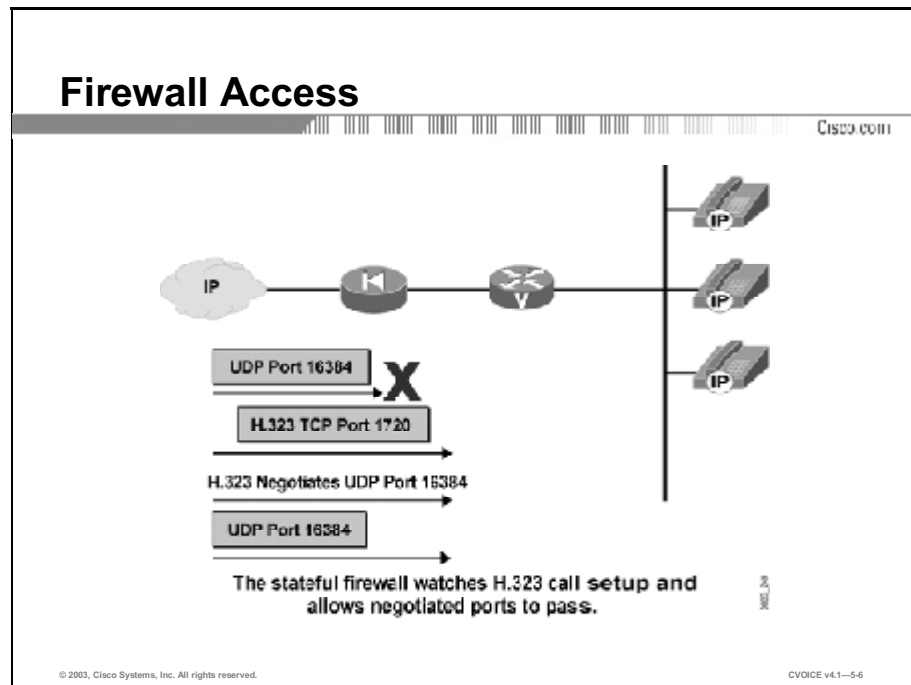 Firewall Access
Cisco.com
IP
IP
IP
IP
V
UDP Port 16384
X
H.323 TCP Port 1720
H.323 Negotiates UDP Port 16384
UDP Port 16384
The stateful firewall watches H.323 call setup and
allows negotiated ports to pass.
© 2003, Cisco Systems, Inc. All rights reserved.
CVOICE v4.1—5-6